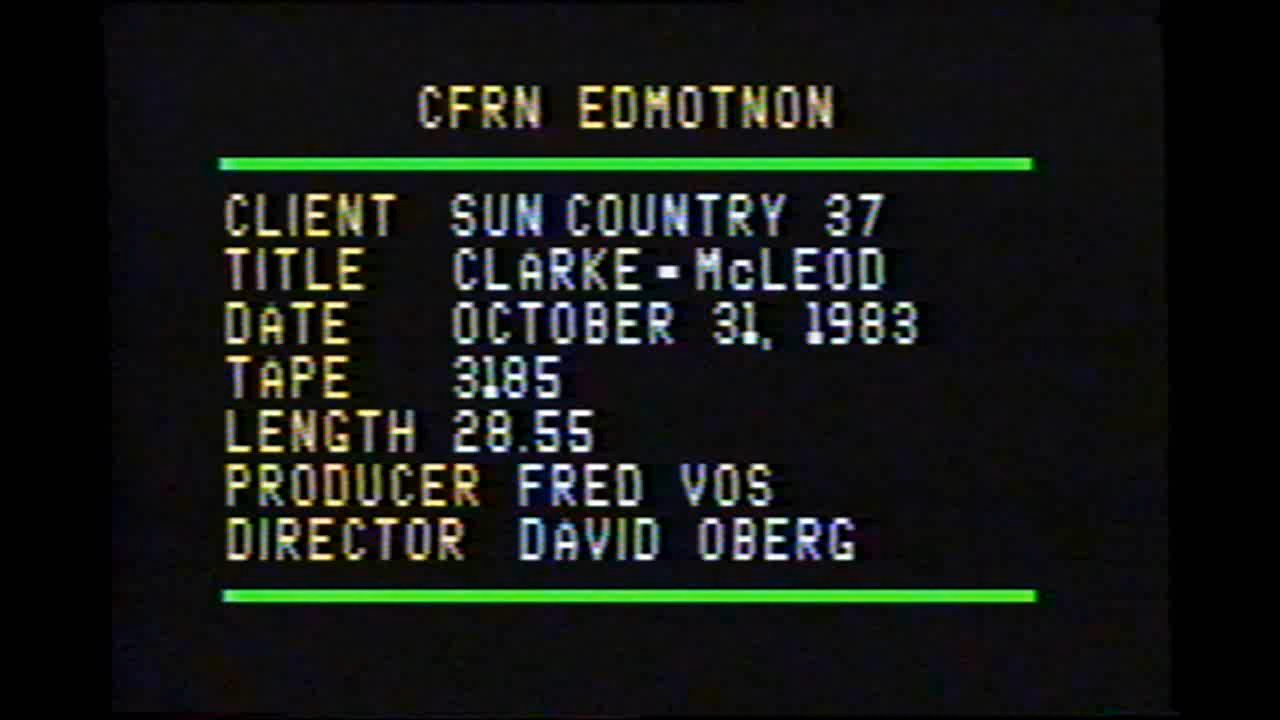 CFRN EDMOTNON
CLIENT SUN COUNTRY 37
TITLE CLARKE-McLEOD
DATE OCTOBER 31, 1983
TAPE 3185
LENGTH 28.55
PRODUCER FRED VOS
DIRECTOR DAVID OBERG